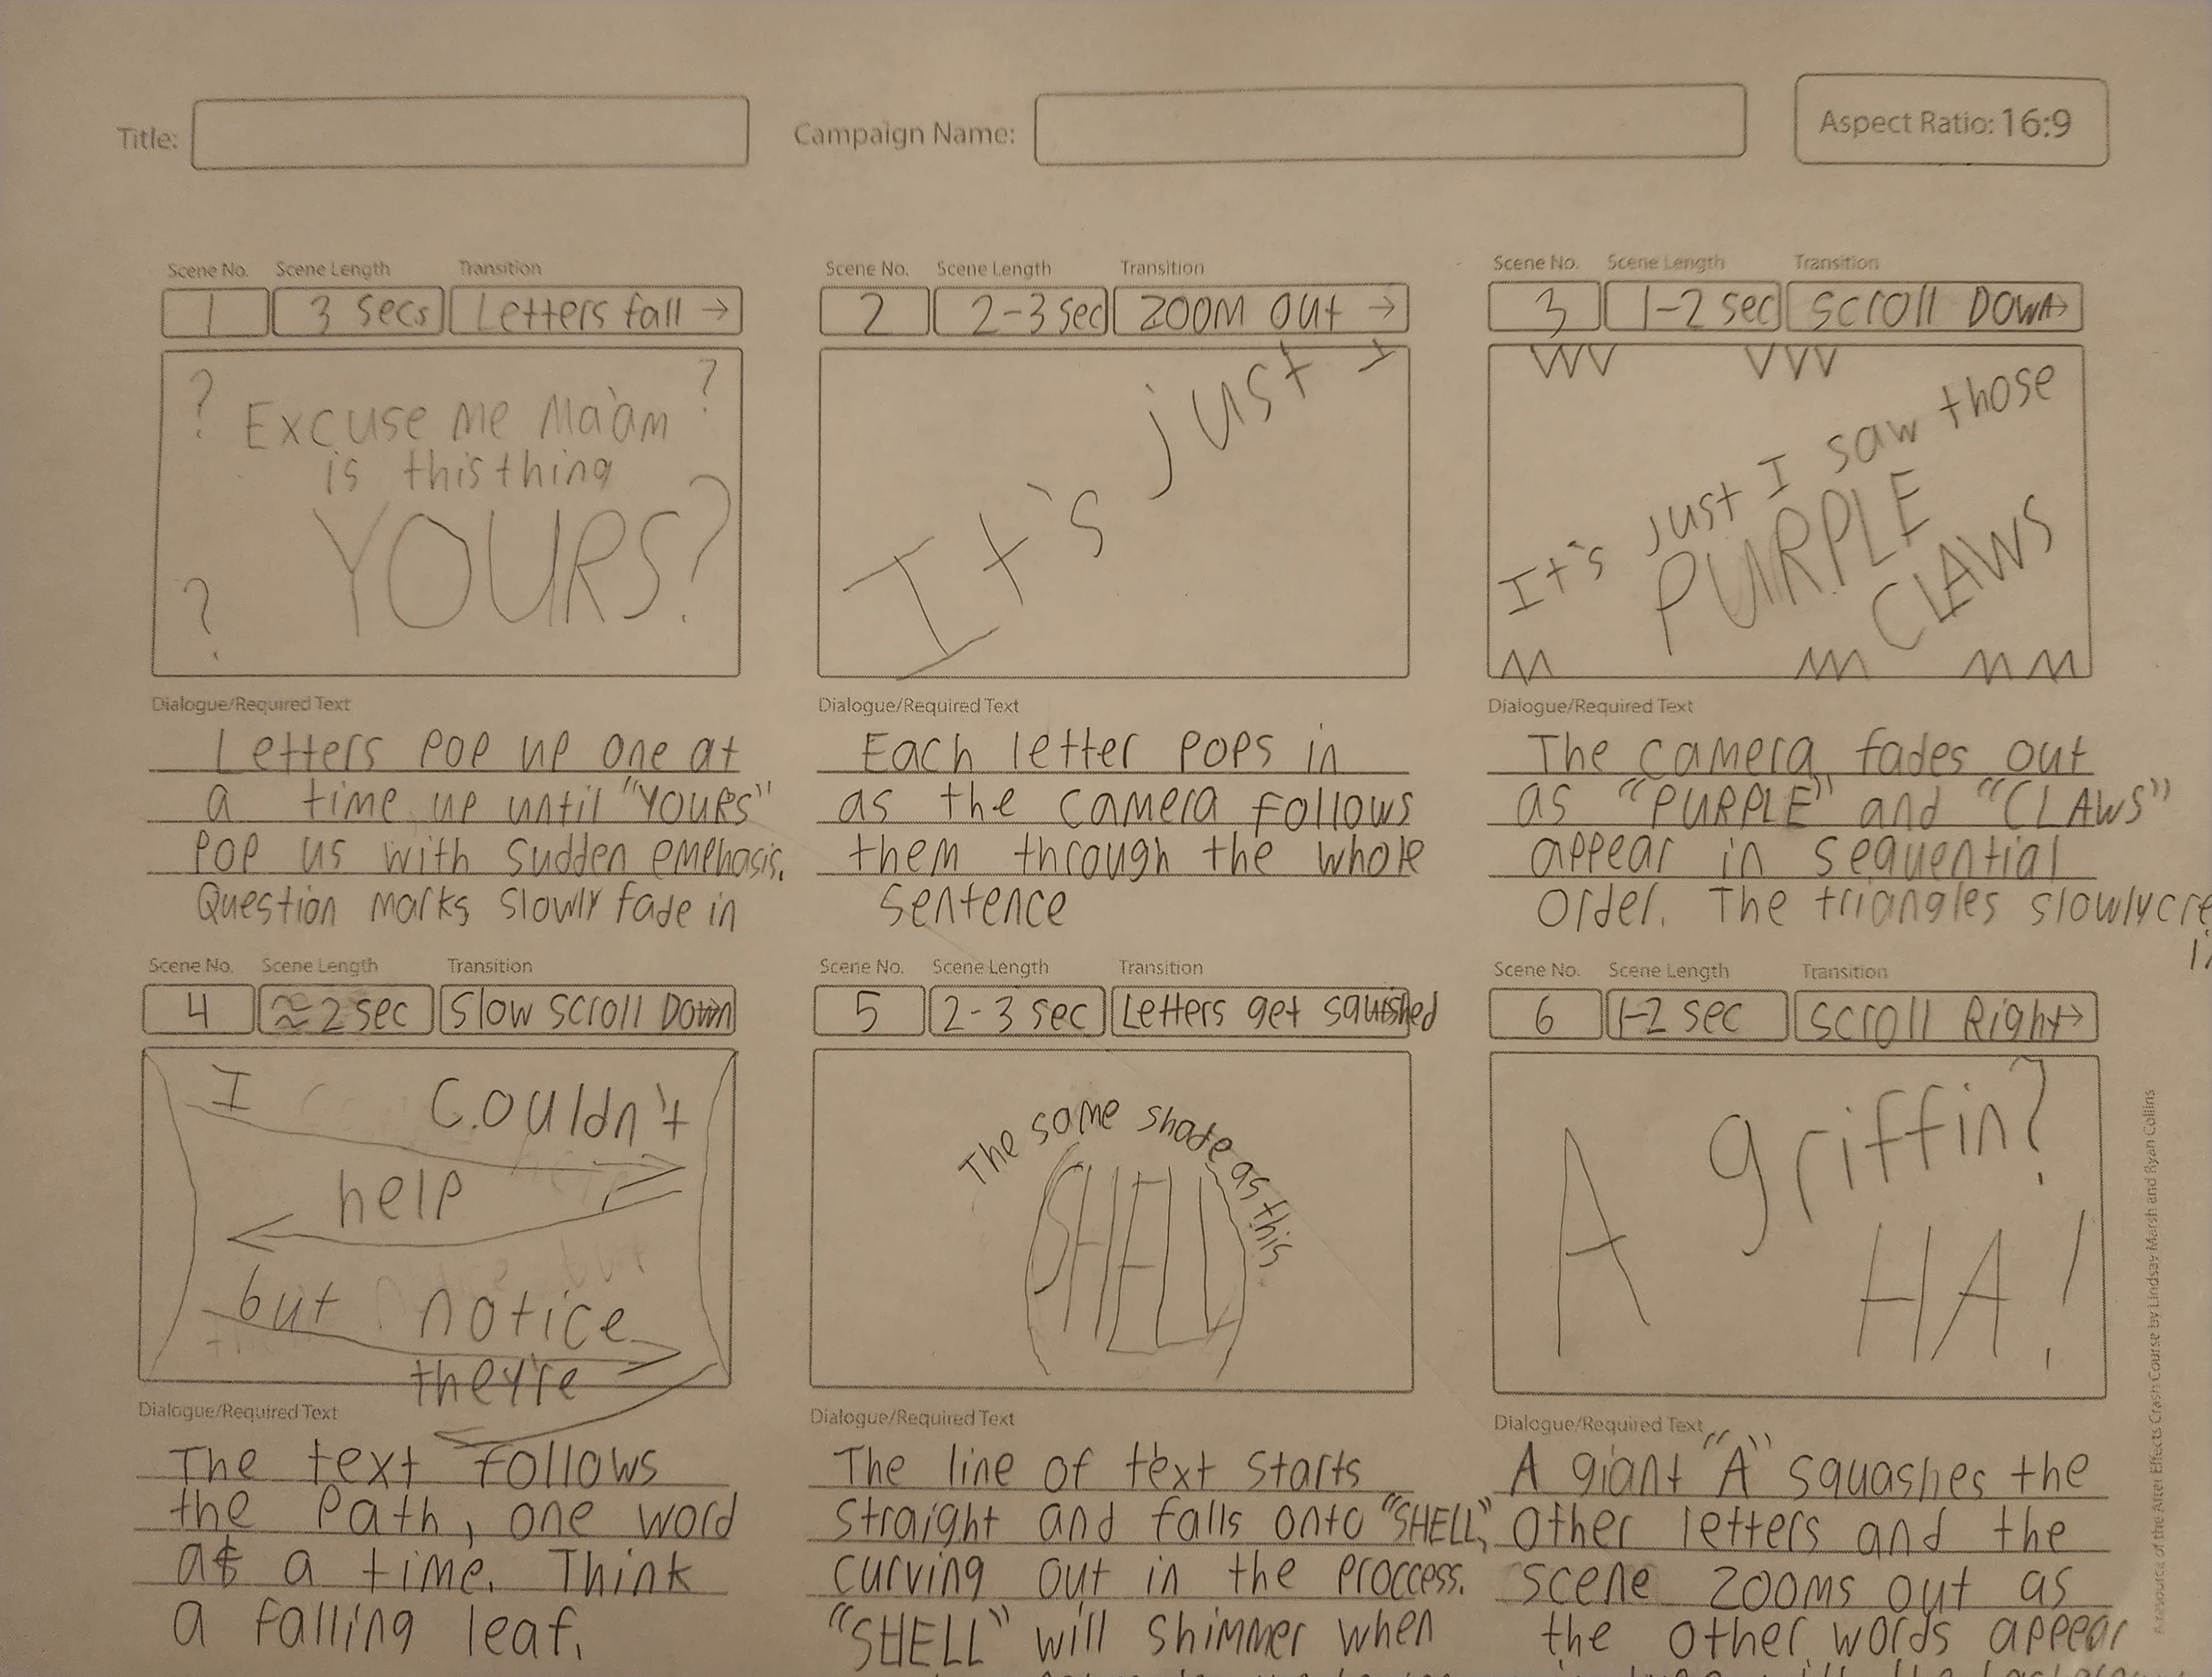 Title:
Campaign Name:
Aspect Ratio: 16:9
Scene No. Scene Length Transition
1 3 secs Letters fall →
? Excuse me Ma'am ?
is this thing
YOURS?
?
Dialogue/Required Text
Letters pop up one at
a time up until "YOURS"
pop us with sudden emphasis.
Question marks slowly fade in
Scene No. Scene Length Transition
2 2-3 sec ZOOM out →
It's just I
Dialogue/Required Text
Each letter pops in
as the camera follows
them through the whole
sentence
Scene No. Scene Length Transition
3 1-2 sec Scroll Down→
It's just I saw those
PURPLE
CLAWS
Dialogue/Required Text
The camera fades out
as "PURPLE" and "CLAWS"
appear in sequential
order. The triangles slowly
Scene No. Scene Length Transition
4 ≈2 sec Slow scroll Down
I couldn't
help
but notice
they're
Dialogue/Required Text
The text follows
the path, one word
at a time. Think
a falling leaf.
Scene No. Scene Length Transition
5 2-3 sec Letters get squished
The same shade as this
SHELL
Dialogue/Required Text
The line of text starts
straight and falls onto "SHELL",
curving out in the proccess.
"SHELL" will shimmer when
Scene No. Scene Length Transition
6 1-2 sec Scroll Right→
A griffin?
HA!
Dialogue/Required Text
A giant "A" squashes the
other letters and the
scene zooms out as
the other words appear
A resource of the After Effects Crash Course by Lindsay Marsh and Ryan Collins